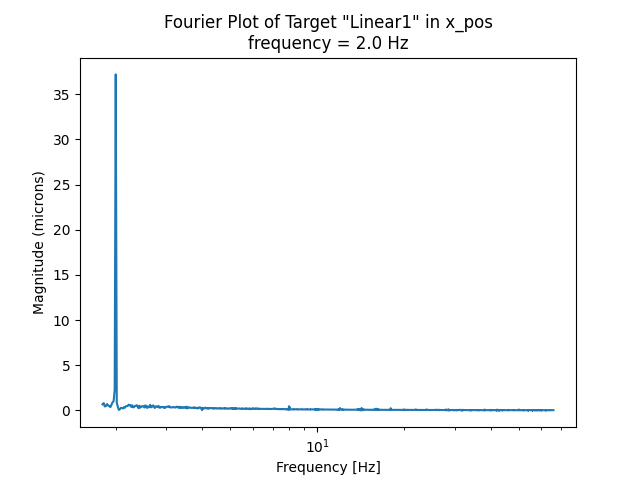 Fourier Plot of Target "Linear1" in x_pos
frequency = 2.0 Hz
35
30
25
20
15
10
5
0
Magnitude (microns)
10¹
Frequency [Hz]